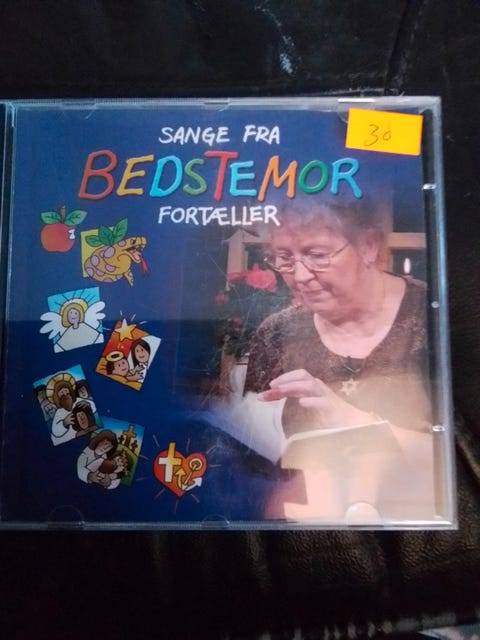 30
SANGE FRA
BEDSTEMOR
FORTÆLLER